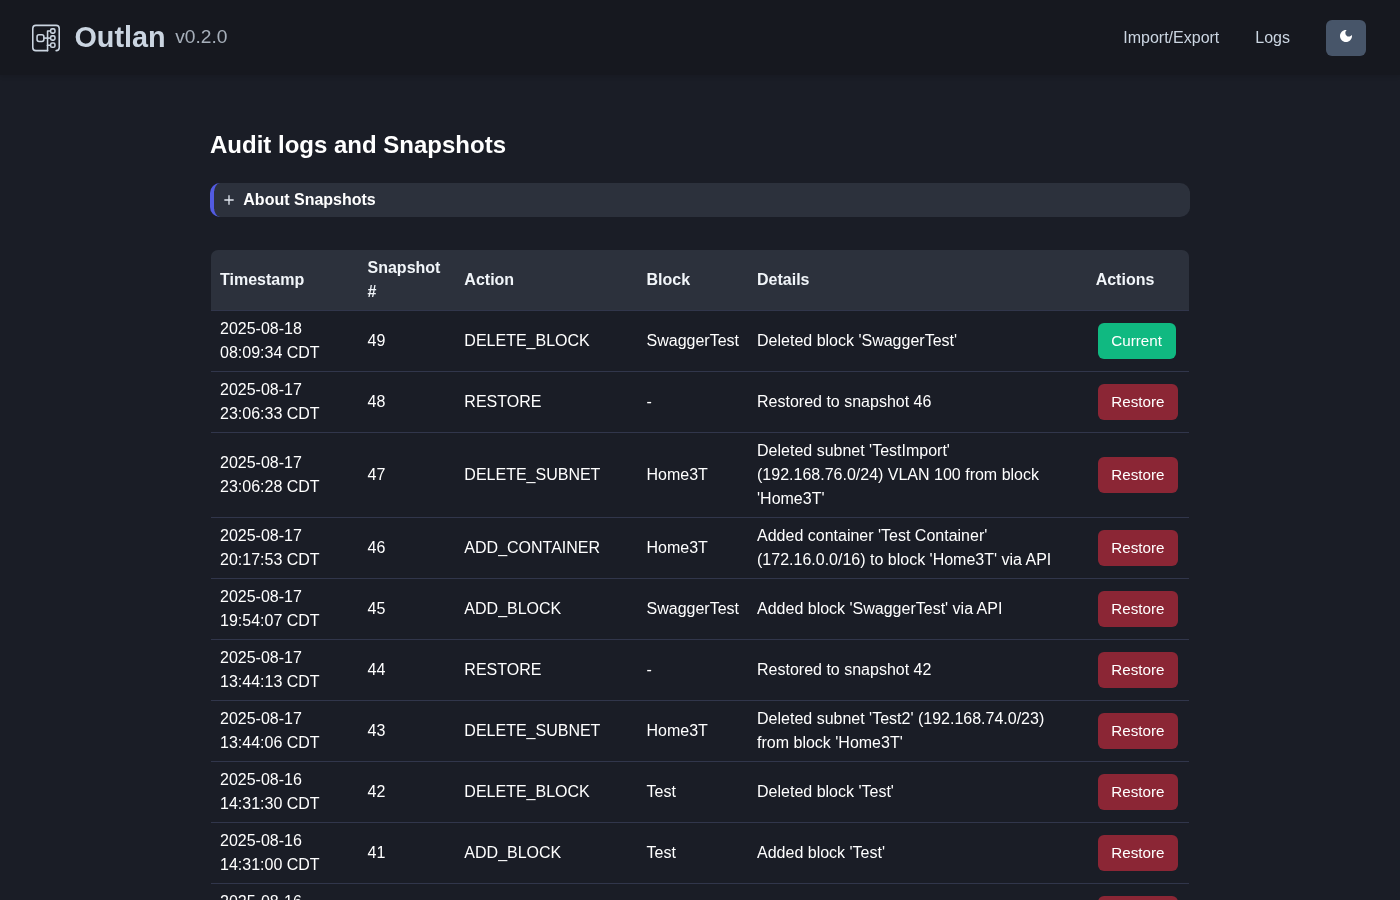 Outlan v0.2.0 Import/Export Logs
Audit logs and Snapshots
+ About Snapshots
Timestamp Snapshot # Action Block Details Actions
2025-08-18 08:09:34 CDT 49 DELETE_BLOCK SwaggerTest Deleted block 'SwaggerTest' Current
2025-08-17 23:06:33 CDT 48 RESTORE - Restored to snapshot 46 Restore
2025-08-17 23:06:28 CDT 47 DELETE_SUBNET Home3T Deleted subnet 'TestImport' (192.168.76.0/24) VLAN 100 from block 'Home3T' Restore
2025-08-17 20:17:53 CDT 46 ADD_CONTAINER Home3T Added container 'Test Container' (172.16.0.0/16) to block 'Home3T' via API Restore
2025-08-17 19:54:07 CDT 45 ADD_BLOCK SwaggerTest Added block 'SwaggerTest' via API Restore
2025-08-17 13:44:13 CDT 44 RESTORE - Restored to snapshot 42 Restore
2025-08-17 13:44:06 CDT 43 DELETE_SUBNET Home3T Deleted subnet 'Test2' (192.168.74.0/23) from block 'Home3T' Restore
2025-08-16 14:31:30 CDT 42 DELETE_BLOCK Test Deleted block 'Test' Restore
2025-08-16 14:31:00 CDT 41 ADD_BLOCK Test Added block 'Test' Restore